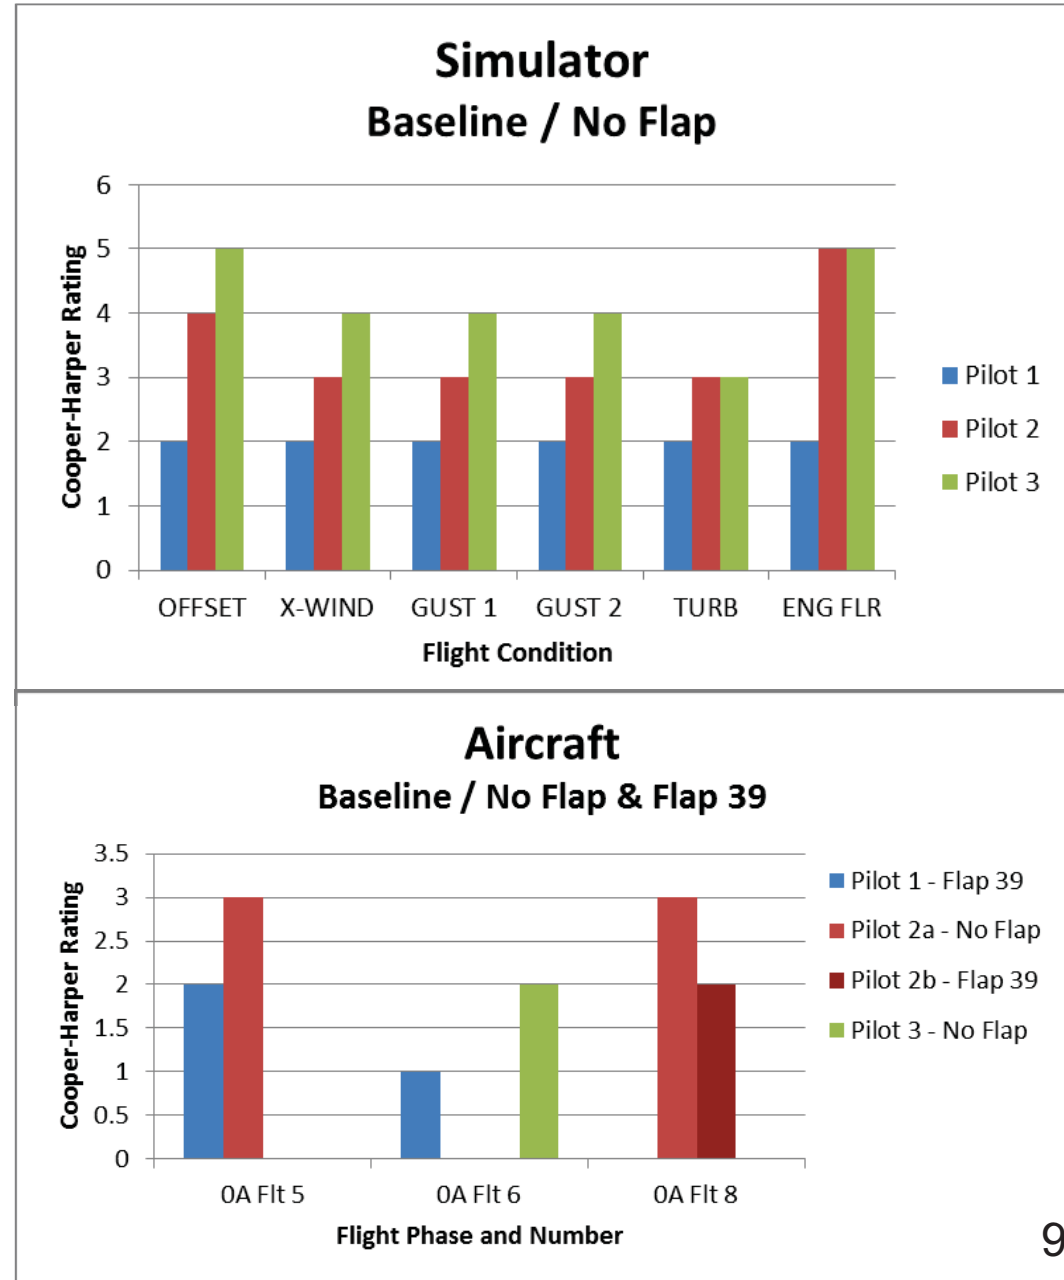 Simulator
Baseline / No Flap
6
5
4
3
2
1
0
Cooper-Harper Rating
OFFSET X-WIND GUST 1 GUST 2 TURB ENG FLR
Flight Condition
Pilot 1
Pilot 2
Pilot 3
Aircraft
Baseline / No Flap & Flap 39
3.5
3
2.5
2
1.5
1
0.5
0
Cooper-Harper Rating
0A Flt 5 0A Flt 6 0A Flt 8
Flight Phase and Number
Pilot 1 - Flap 39
Pilot 2a - No Flap
Pilot 2b - Flap 39
Pilot 3 - No Flap
9